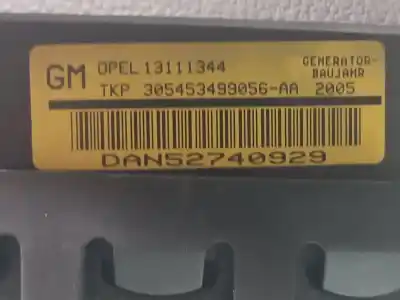 GM OPEL 13111344 GENERATOR-
BAUJAHR
TKP 305453499056-AA 2005
DAN52740929